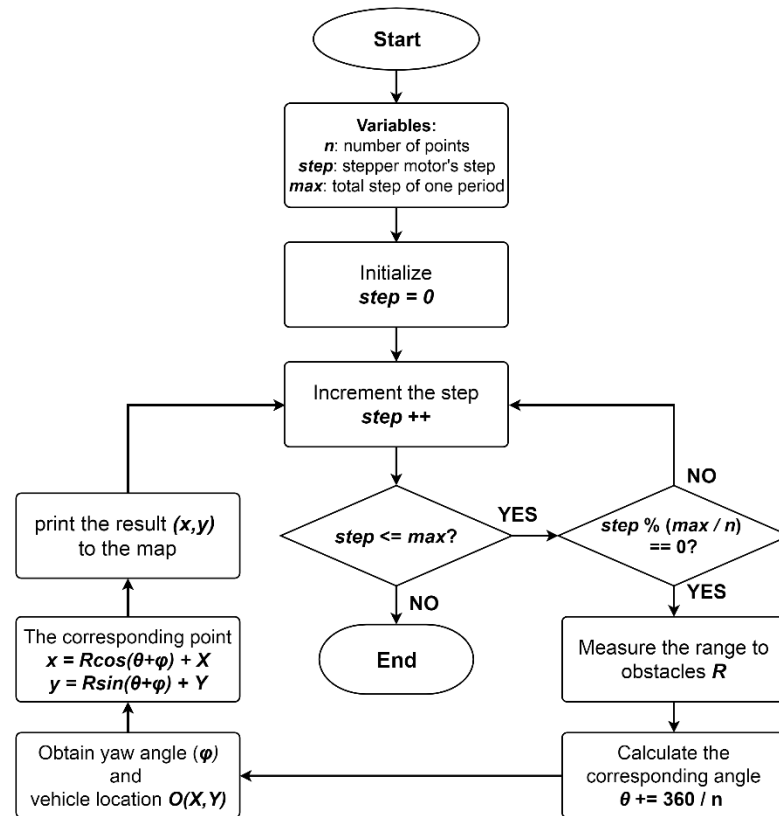 Start
Variables:
n: number of points
step: stepper motor's step
max: total step of one period
Initialize
step = 0
Increment the step
step ++
step <= max?
YES
NO
End
step % (max / n)
== 0?
NO
YES
Measure the range to
obstacles R
Calculate the
corresponding angle
θ += 360 / n
Obtain yaw angle (φ)
and
vehicle location O(X,Y)
The corresponding point
x = Rcos(θ+φ) + X
y = Rsin(θ+φ) + Y
print the result (x,y)
to the map